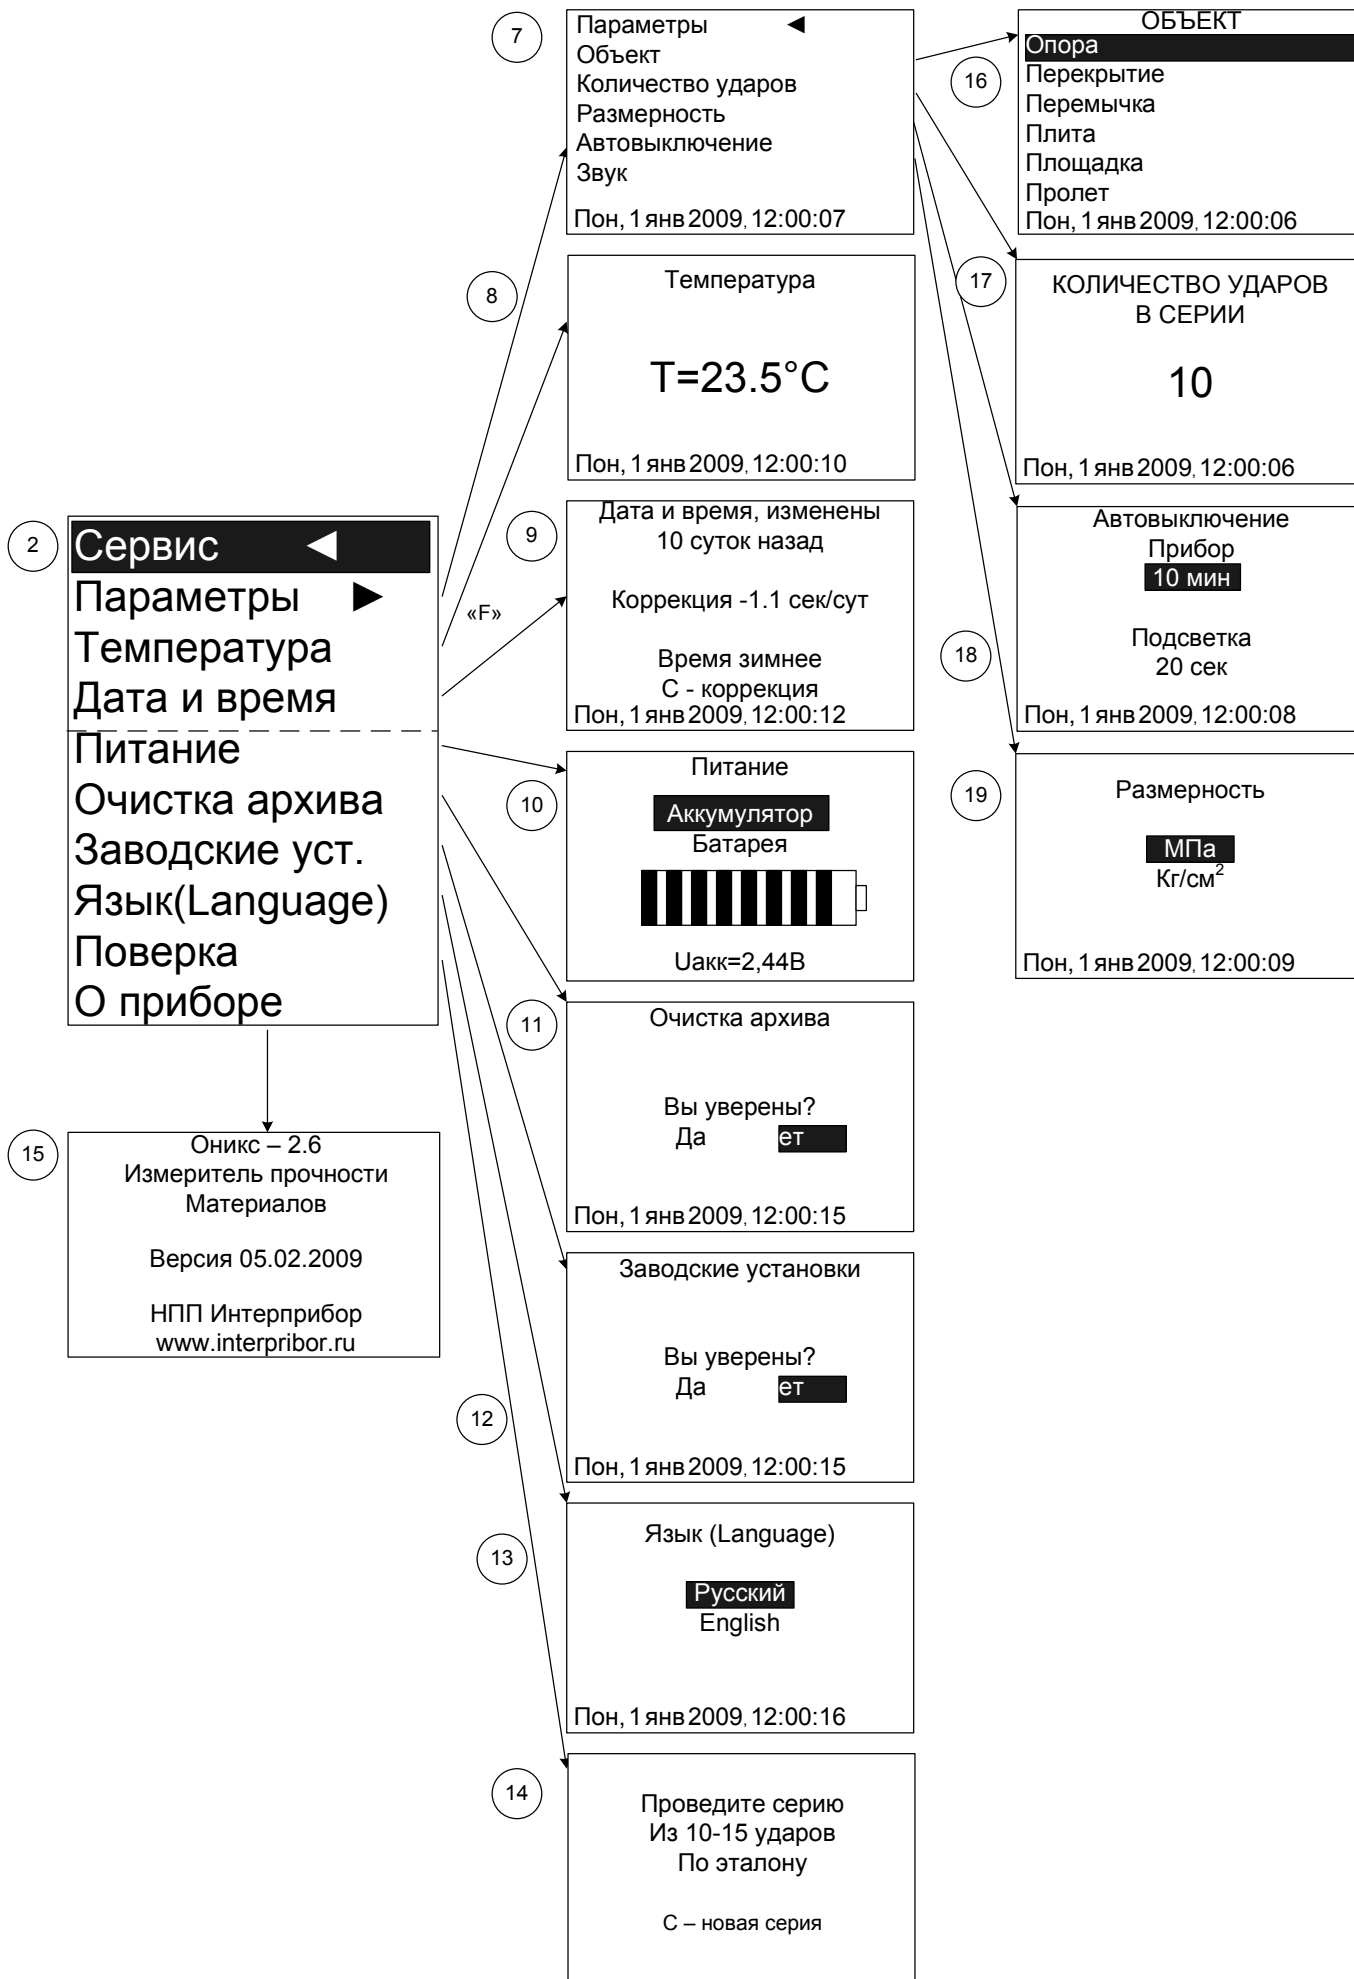 7
Параметры ◄
Объект
Количество ударов
Размерность
Автовыключение
Звук
Пон, 1 янв 2009, 12:00:07
16
ОБЪЕКТ
Опора
Перекрытие
Перемычка
Плита
Площадка
Пролет
Пон, 1 янв 2009, 12:00:06
8
Температура
T=23.5°C
Пон, 1 янв 2009, 12:00:10
17
КОЛИЧЕСТВО УДАРОВ
В СЕРИИ
10
Пон, 1 янв 2009, 12:00:06
2
Сервис ◄
Параметры ►
Температура
Дата и время
Питание
Очистка архива
Заводские уст.
Язык(Language)
Поверка
О приборе
«F»
9
Дата и время, изменены
10 суток назад
Коррекция -1.1 сек/сут
Время зимнее
С - коррекция
Пон, 1 янв 2009, 12:00:12
18
Автовыключение
Прибор
10 мин
Подсветка
20 сек
Пон, 1 янв 2009, 12:00:08
10
Питание
Аккумулятор
Батарея
Uакк=2,44В
19
Размерность
МПа
Кг/см²
Пон, 1 янв 2009, 12:00:09
11
Очистка архива
Вы уверены?
Да ет
Пон, 1 янв 2009, 12:00:15
15
Оникс – 2.6
Измеритель прочности
Материалов
Версия 05.02.2009
НПП Интерприбор
www.interpribor.ru
12
Заводские установки
Вы уверены?
Да ет
Пон, 1 янв 2009, 12:00:15
13
Язык (Language)
Русский
English
Пон, 1 янв 2009, 12:00:16
14
Проведите серию
Из 10-15 ударов
По эталону
С – новая серия